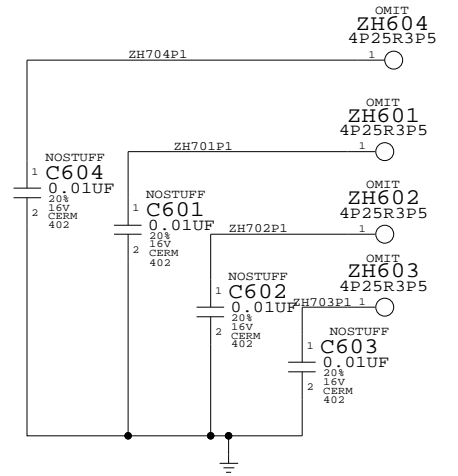 OMIT
ZH604
4P25R3P5
ZH704P1
1
OMIT
ZH601
4P25R3P5
ZH701P1
1
NOSTUFF
1
C604
0.01UF
20%
16V
CERM
402
2
NOSTUFF
1
C601
0.01UF
20%
16V
CERM
402
2
OMIT
ZH602
4P25R3P5
ZH702P1
1
NOSTUFF
1
C602
0.01UF
20%
16V
CERM
402
2
OMIT
ZH603
4P25R3P5
ZH703P1
1
NOSTUFF
1
C603
0.01UF
20%
16V
CERM
402
2